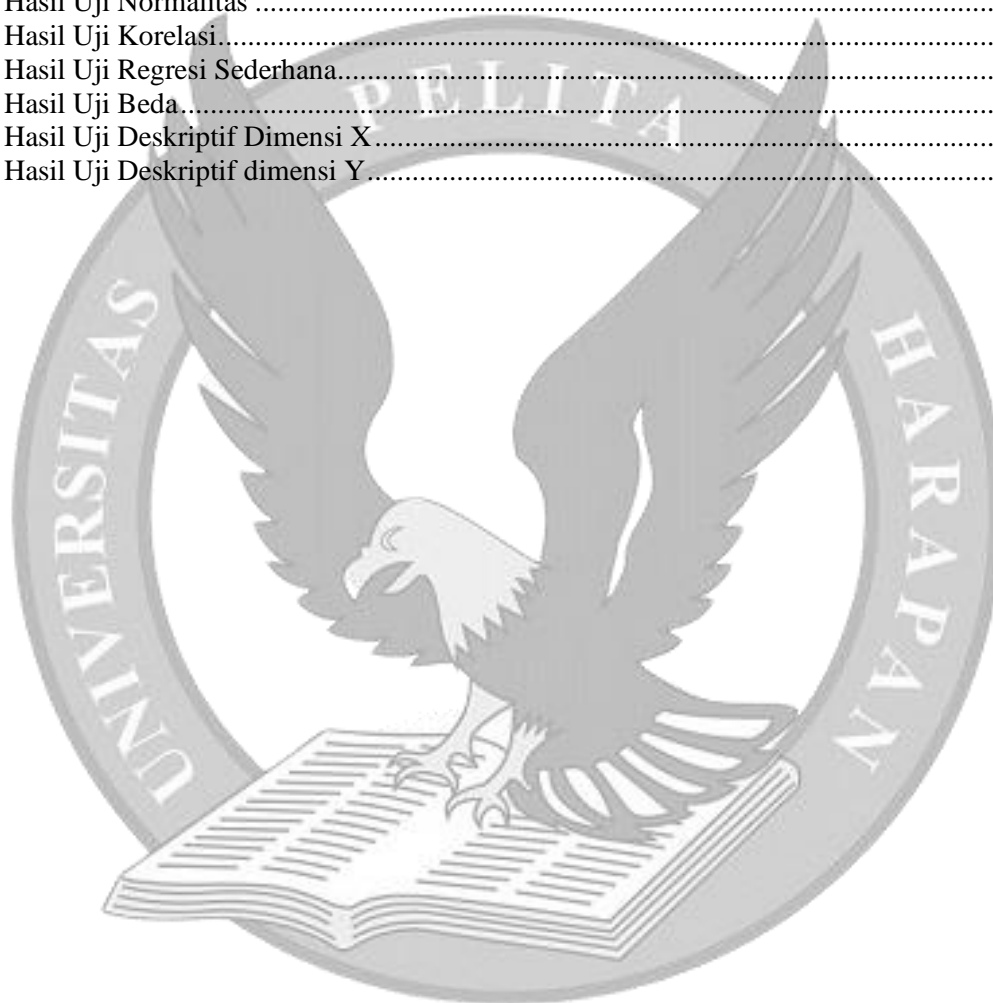 Hasil Uji Normalitas ........................................................................................................
Hasil Uji Korelasi........................................................................................................
Hasil Uji Regresi Sederhana........................................................................................
Hasil Uji Beda........................................................................................................
Hasil Uji Deskriptif Dimensi X....................................................................................
Hasil Uji Deskriptif dimensi Y....................................................................................
UNIVERSITAS PELITA HARAPAN